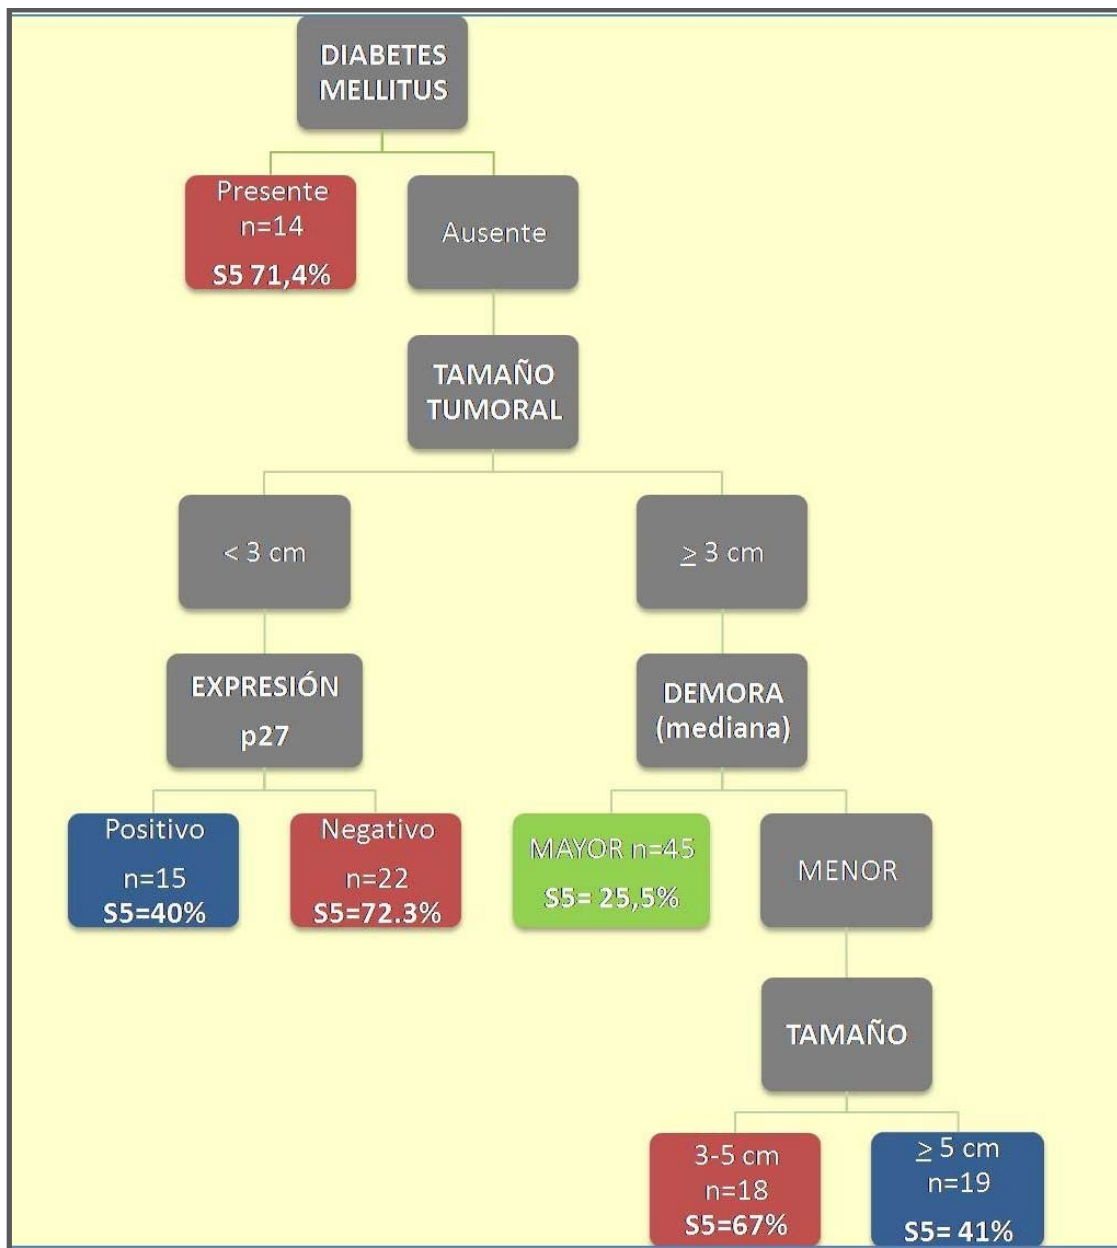 DIABETES
MELLITUS
Presente
n=14
S5 71,4%
Ausente
TAMAÑO
TUMORAL
< 3 cm
≥ 3 cm
EXPRESIÓN
p27
DEMORA
(mediana)
Positivo
n=15
S5=40%
Negativo
n=22
S5=72.3%
MAYOR n=45
S5= 25,5%
MENOR
TAMAÑO
3-5 cm
n=18
S5=67%
≥ 5 cm
n=19
S5= 41%